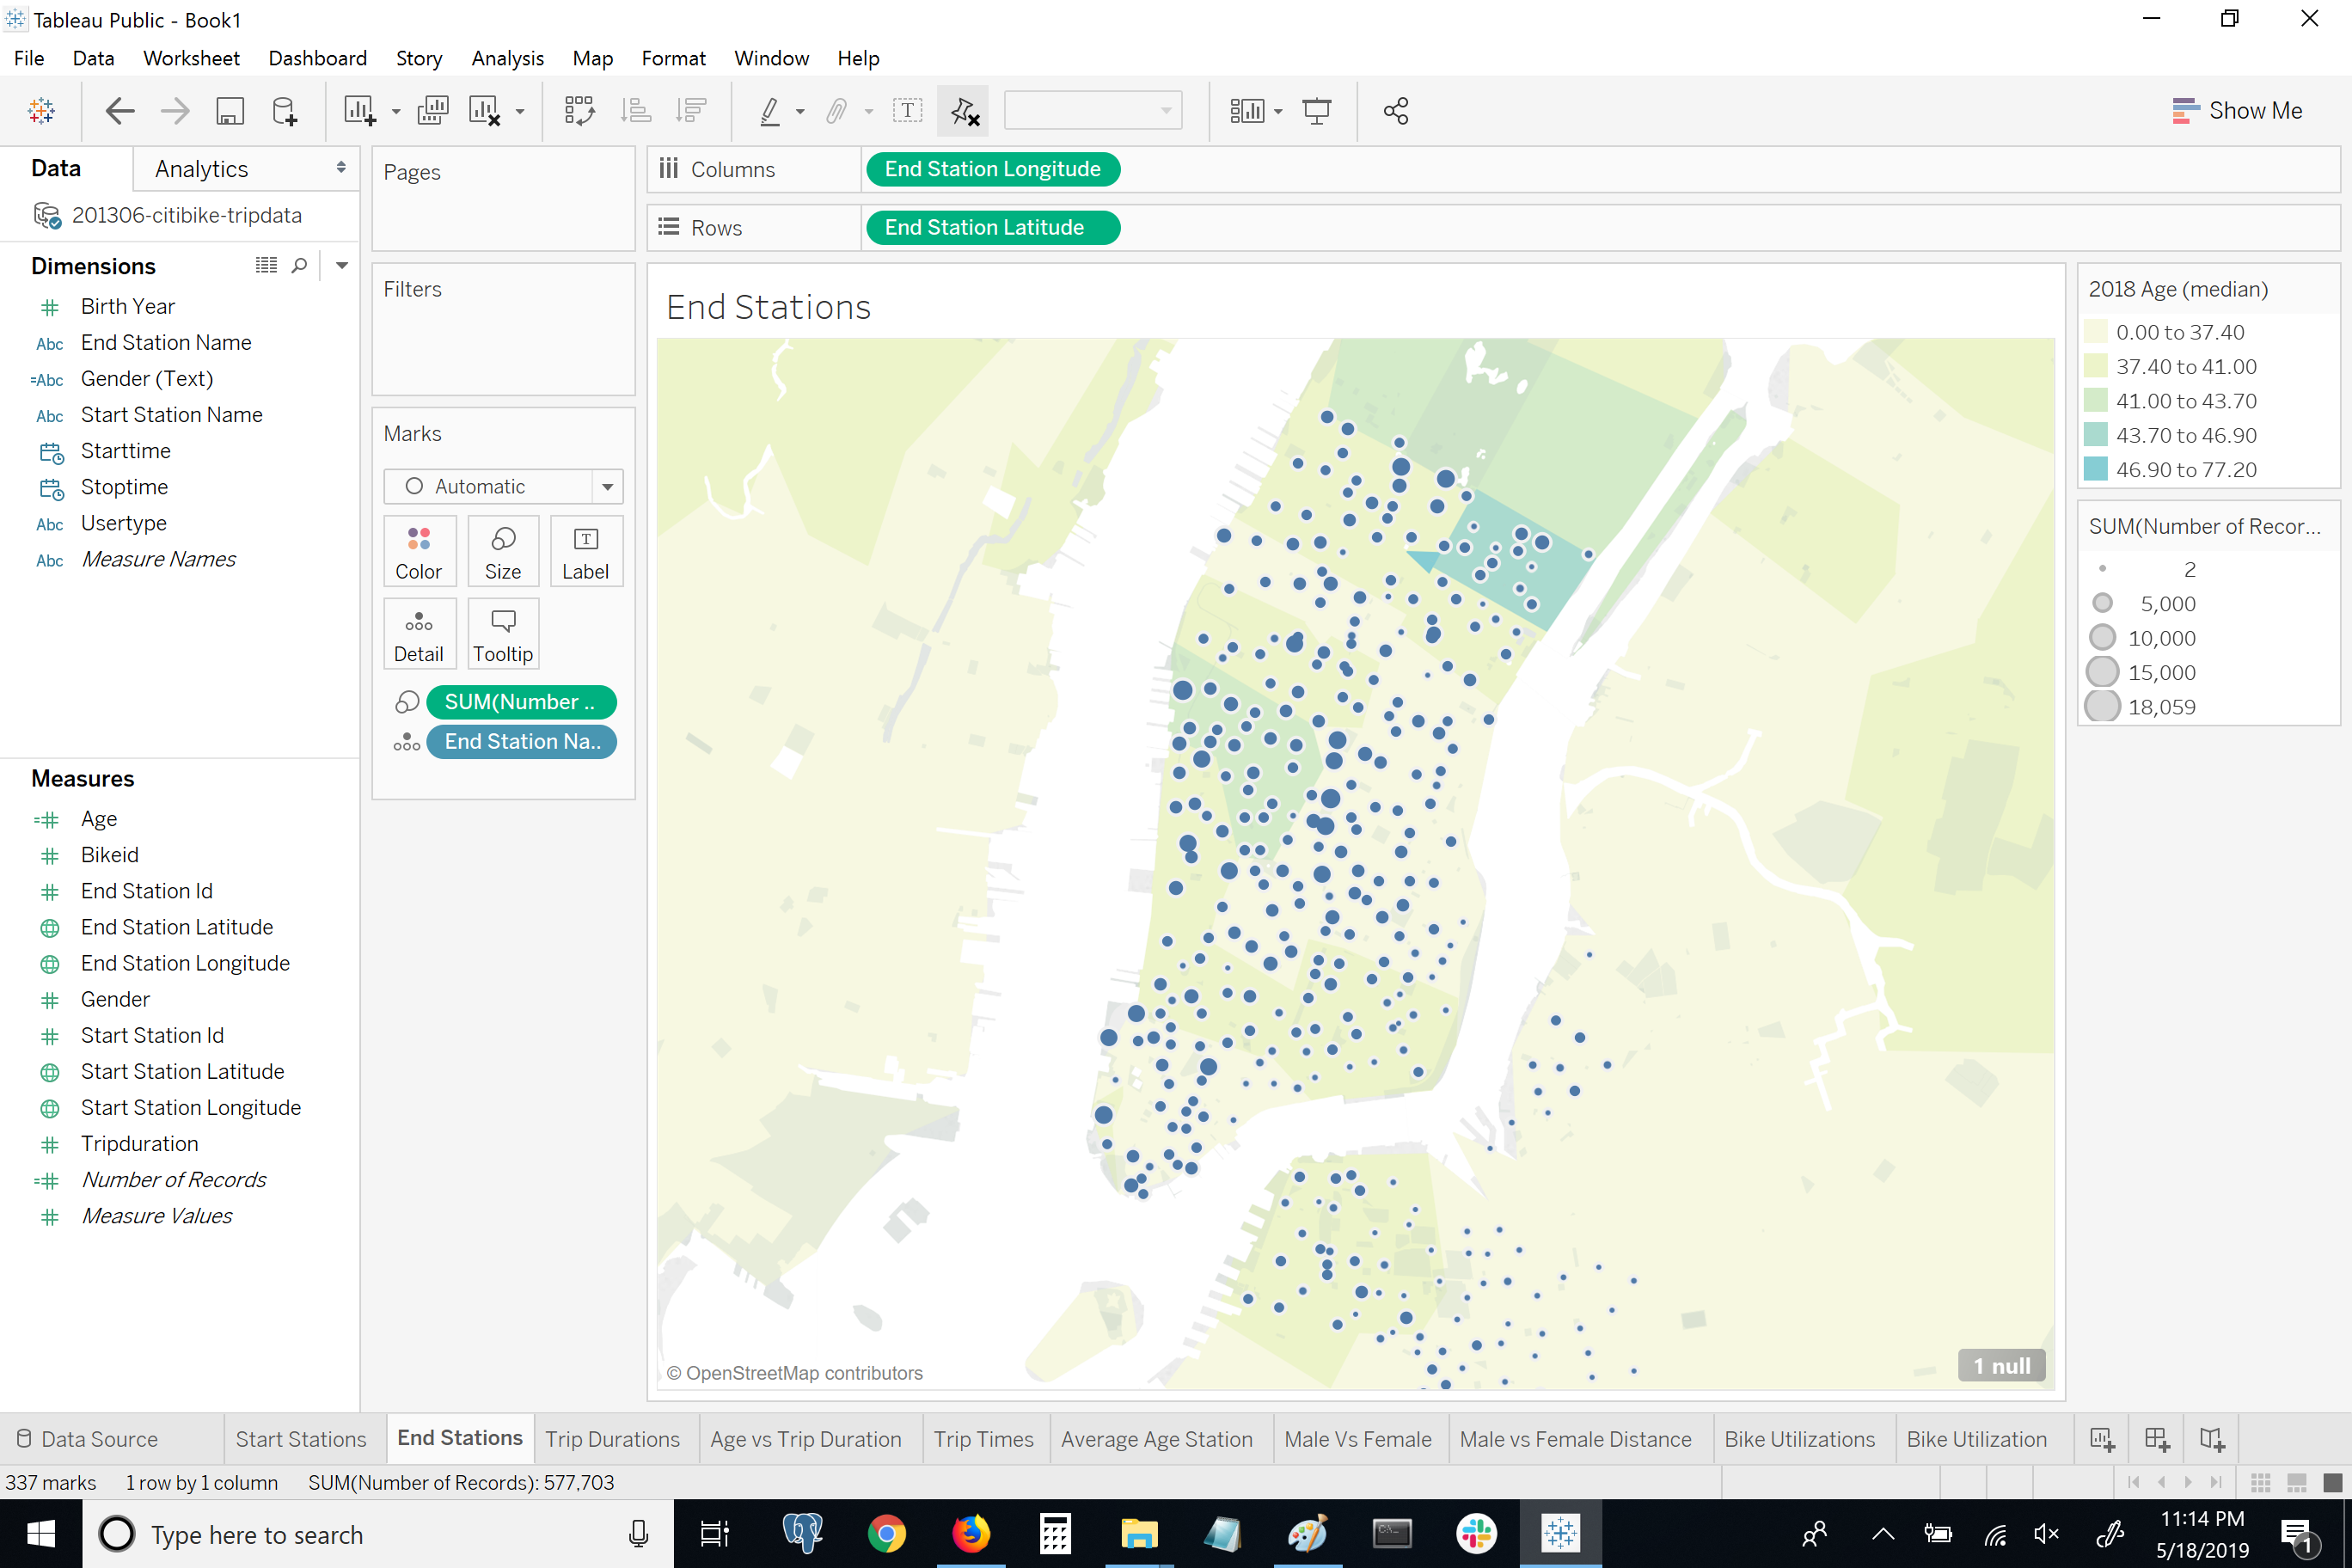 Tableau Public - Book1
File Data Worksheet Dashboard Story Analysis Map Format Window Help
Show Me
Data Analytics
201306-citibike-tripdata
Dimensions
Birth Year
Abc End Station Name
=Abc Gender (Text)
Abc Start Station Name
Starttime
Stoptime
Abc Usertype
Abc Measure Names
Measures
Age
Bikeid
End Station Id
End Station Latitude
End Station Longitude
Gender
Start Station Id
Start Station Latitude
Start Station Longitude
Tripduration
Number of Records
Measure Values
Pages
Filters
Marks
Automatic
Color Size Label
Detail Tooltip
SUM(Number ..
End Station Na..
Columns End Station Longitude
Rows End Station Latitude
End Stations
© OpenStreetMap contributors
1 null
2018 Age (median)
0.00 to 37.40
37.40 to 41.00
41.00 to 43.70
43.70 to 46.90
46.90 to 77.20
SUM(Number of Recor...
2
5,000
10,000
15,000
18,059
Data Source Start Stations End Stations Trip Durations Age vs Trip Duration Trip Times Average Age Station Male Vs Female Male vs Female Distance Bike Utilizations Bike Utilization
337 marks 1 row by 1 column SUM(Number of Records): 577,703
Type here to search
11:14 PM
5/18/2019
1